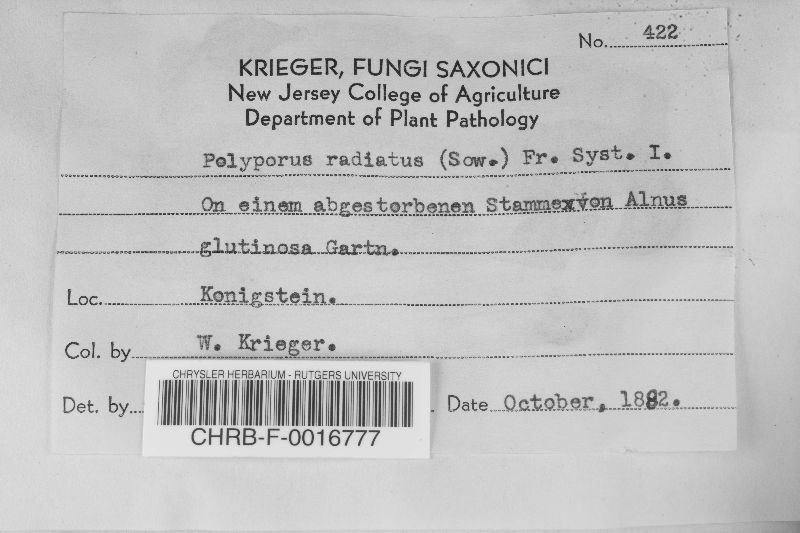 No. 422
KRIEGER, FUNGI SAXONICI
New Jersey College of Agriculture
Department of Plant Pathology
Polyporus radiatus (Sow.) Fr. Syst. I.
On einem abgestorbenen Stammexvon Alnus
glutinosa Gartn.
Loc. Konigstein.
Col. by W. Krieger.
CHRYSLER HERBARIUM - RUTGERS UNIVERSITY
Det. by Date October, 1882.
CHRB-F-0016777